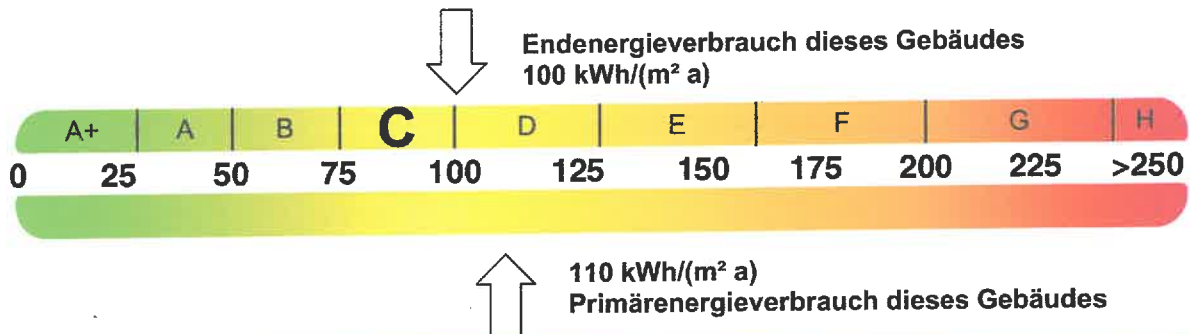 Endenergieverbrauch dieses Gebäudes
100 kWh/(m² a)
A+ A B C D E F G H
0 25 50 75 100 125 150 175 200 225 >250
110 kWh/(m² a)
Primärenergieverbrauch dieses Gebäudes